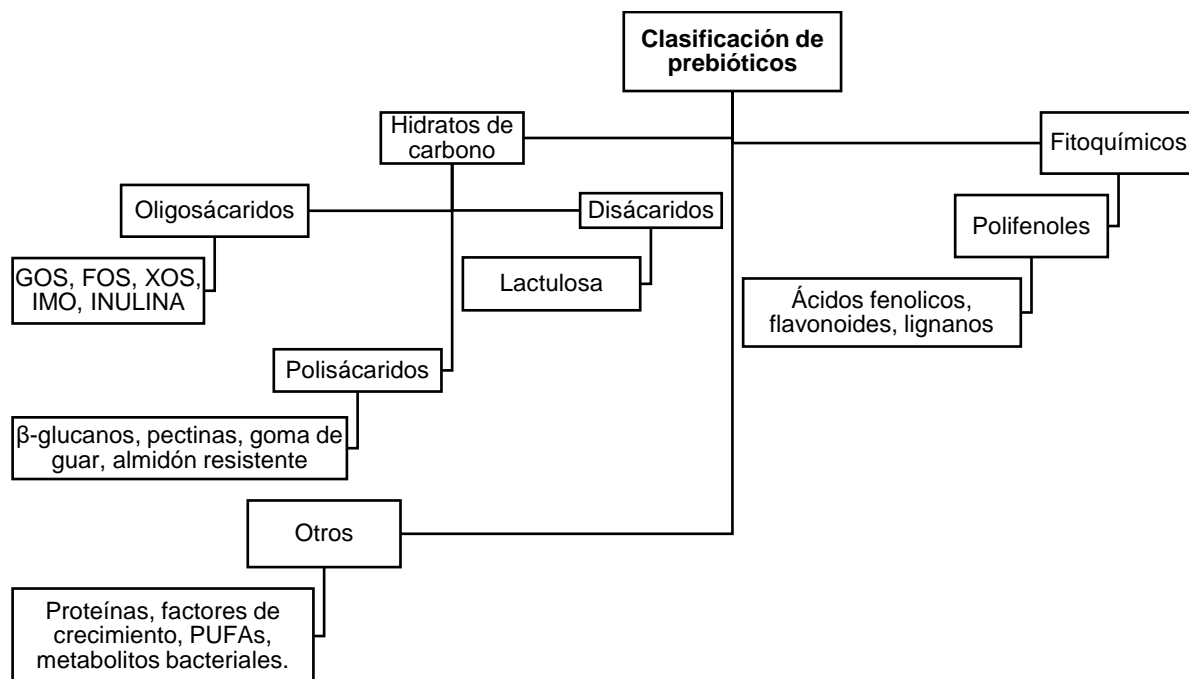 Clasificación de
prebióticos
Hidratos de
carbono
Fitoquímicos
Oligosácaridos
Disácaridos
Polifenoles
GOS, FOS, XOS,
IMO, INULINA
Lactulosa
Ácidos fenolicos,
flavonoides, lignanos
Polisácaridos
β-glucanos, pectinas, goma de
guar, almidón resistente
Otros
Proteínas, factores de
crecimiento, PUFAs,
metabolitos bacteriales.